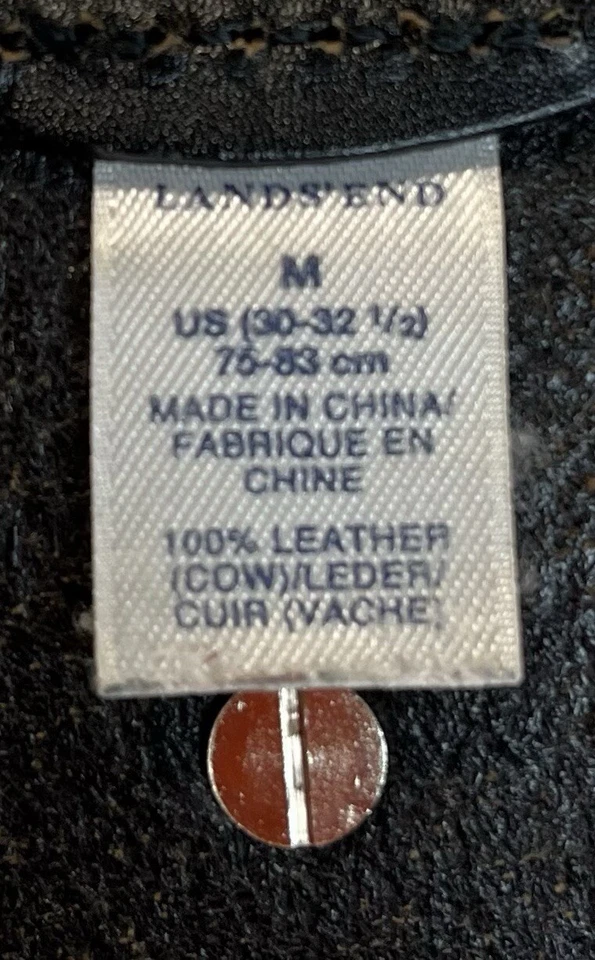 LANDS' END
M
US (30-32 1/2)
75-83 cm
MADE IN CHINA/
FABRIQUE EN
CHINE
100% LEATHER
(COW)/LEDER/
CUIR (VACHE)